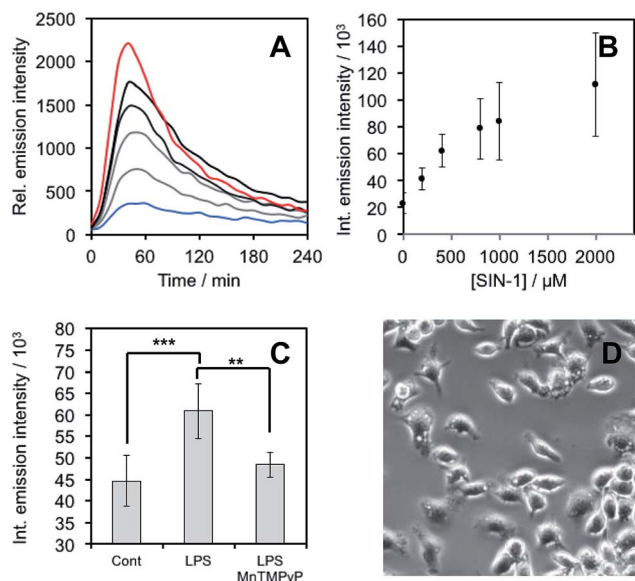 A
Rel. emission intensity
2500
2000
1500
1000
500
0
0 60 120 180 240
Time / min
B
Int. emission intensity / 10³
160
140
120
100
80
60
40
20
0
0 500 1000 1500 2000
[SIN-1] / µM
C
Int. emission intensity / 10³
80
75
70
65
60
55
50
45
40
35
30
***
**
Cont LPS LPS
MnTMPyP
D